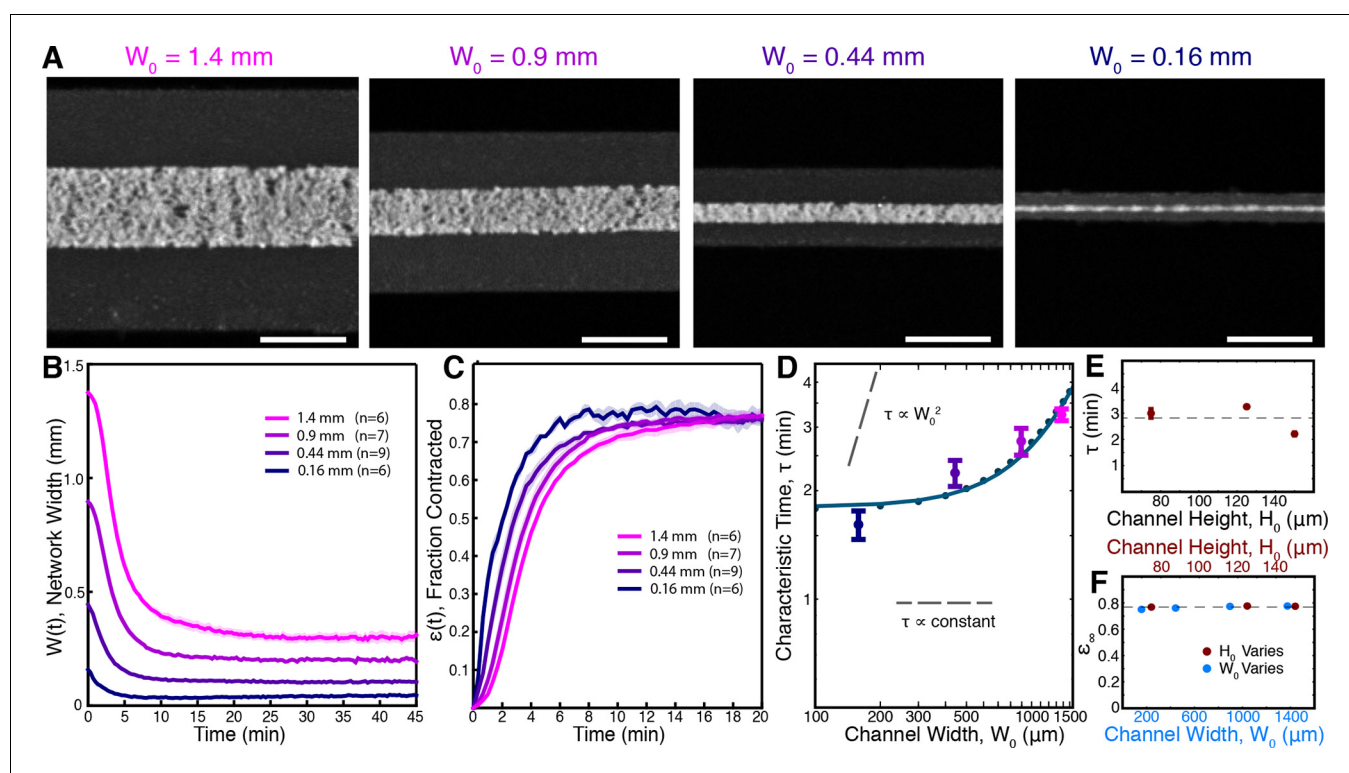 A
W₀ = 1.4 mm
W₀ = 0.9 mm
W₀ = 0.44 mm
W₀ = 0.16 mm
B
W(t), Network Width (mm)
1.5
1.0
0.5
0
1.4 mm (n=6)
0.9 mm (n=7)
0.44 mm (n=9)
0.16 mm (n=6)
0 5 10 15 20 25 30 35 40 45
Time (min)
C
ε(t), Fraction Contracted
0.8
0.7
0.6
0.5
0.4
0.3
0.2
0.1
1.4 mm (n=6)
0.9 mm (n=7)
0.44 mm (n=9)
0.16 mm (n=6)
0 2 4 6 8 10 12 14 16 18 20
Time (min)
D
Characteristic Time, τ (min)
4
3
2
1
1
τ ∝ W₀²
τ ∝ constant
100 200 300 500 1000 1500
Channel Width, W₀ (μm)
E
τ (min)
4
3
2
1
80 100 120 140
Channel Height, H₀ (μm)
Channel Height, H₀ (μm)
80 100 120 140
F
ε∞
0.8
0.4
0
H₀ Varies
W₀ Varies
200 600 1000 1400
Channel Width, W₀ (μm)